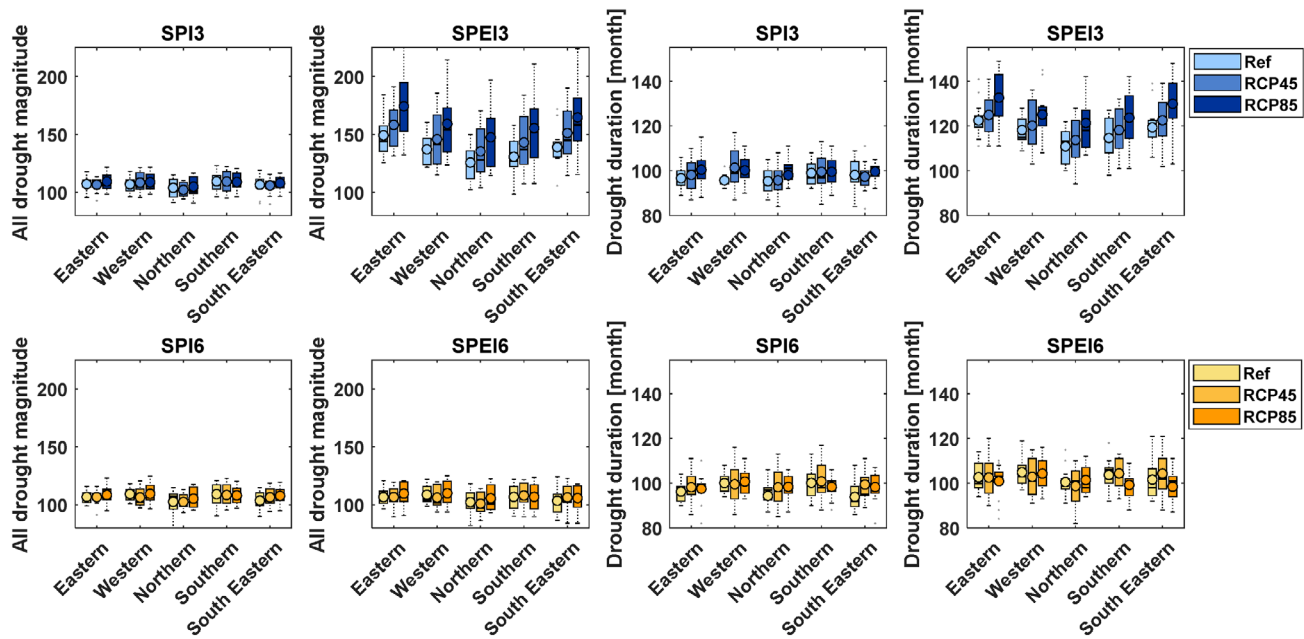 SPI3
All drought magnitude
200
150
100
Eastern
Western
Northern
Southern
South Eastern
SPEI3
All drought magnitude
200
150
100
Eastern
Western
Northern
Southern
South Eastern
SPI3
Drought duration [month]
140
120
100
80
Eastern
Western
Northern
Southern
South Eastern
SPEI3
Drought duration [month]
140
120
100
80
Eastern
Western
Northern
Southern
South Eastern
Ref
RCP45
RCP85
SPI6
All drought magnitude
200
150
100
Eastern
Western
Northern
Southern
South Eastern
SPEI6
All drought magnitude
200
150
100
Eastern
Western
Northern
Southern
South Eastern
SPI6
Drought duration [month]
140
120
100
80
Eastern
Western
Northern
Southern
South Eastern
SPEI6
Drought duration [month]
140
120
100
80
Eastern
Western
Northern
Southern
South Eastern
Ref
RCP45
RCP85